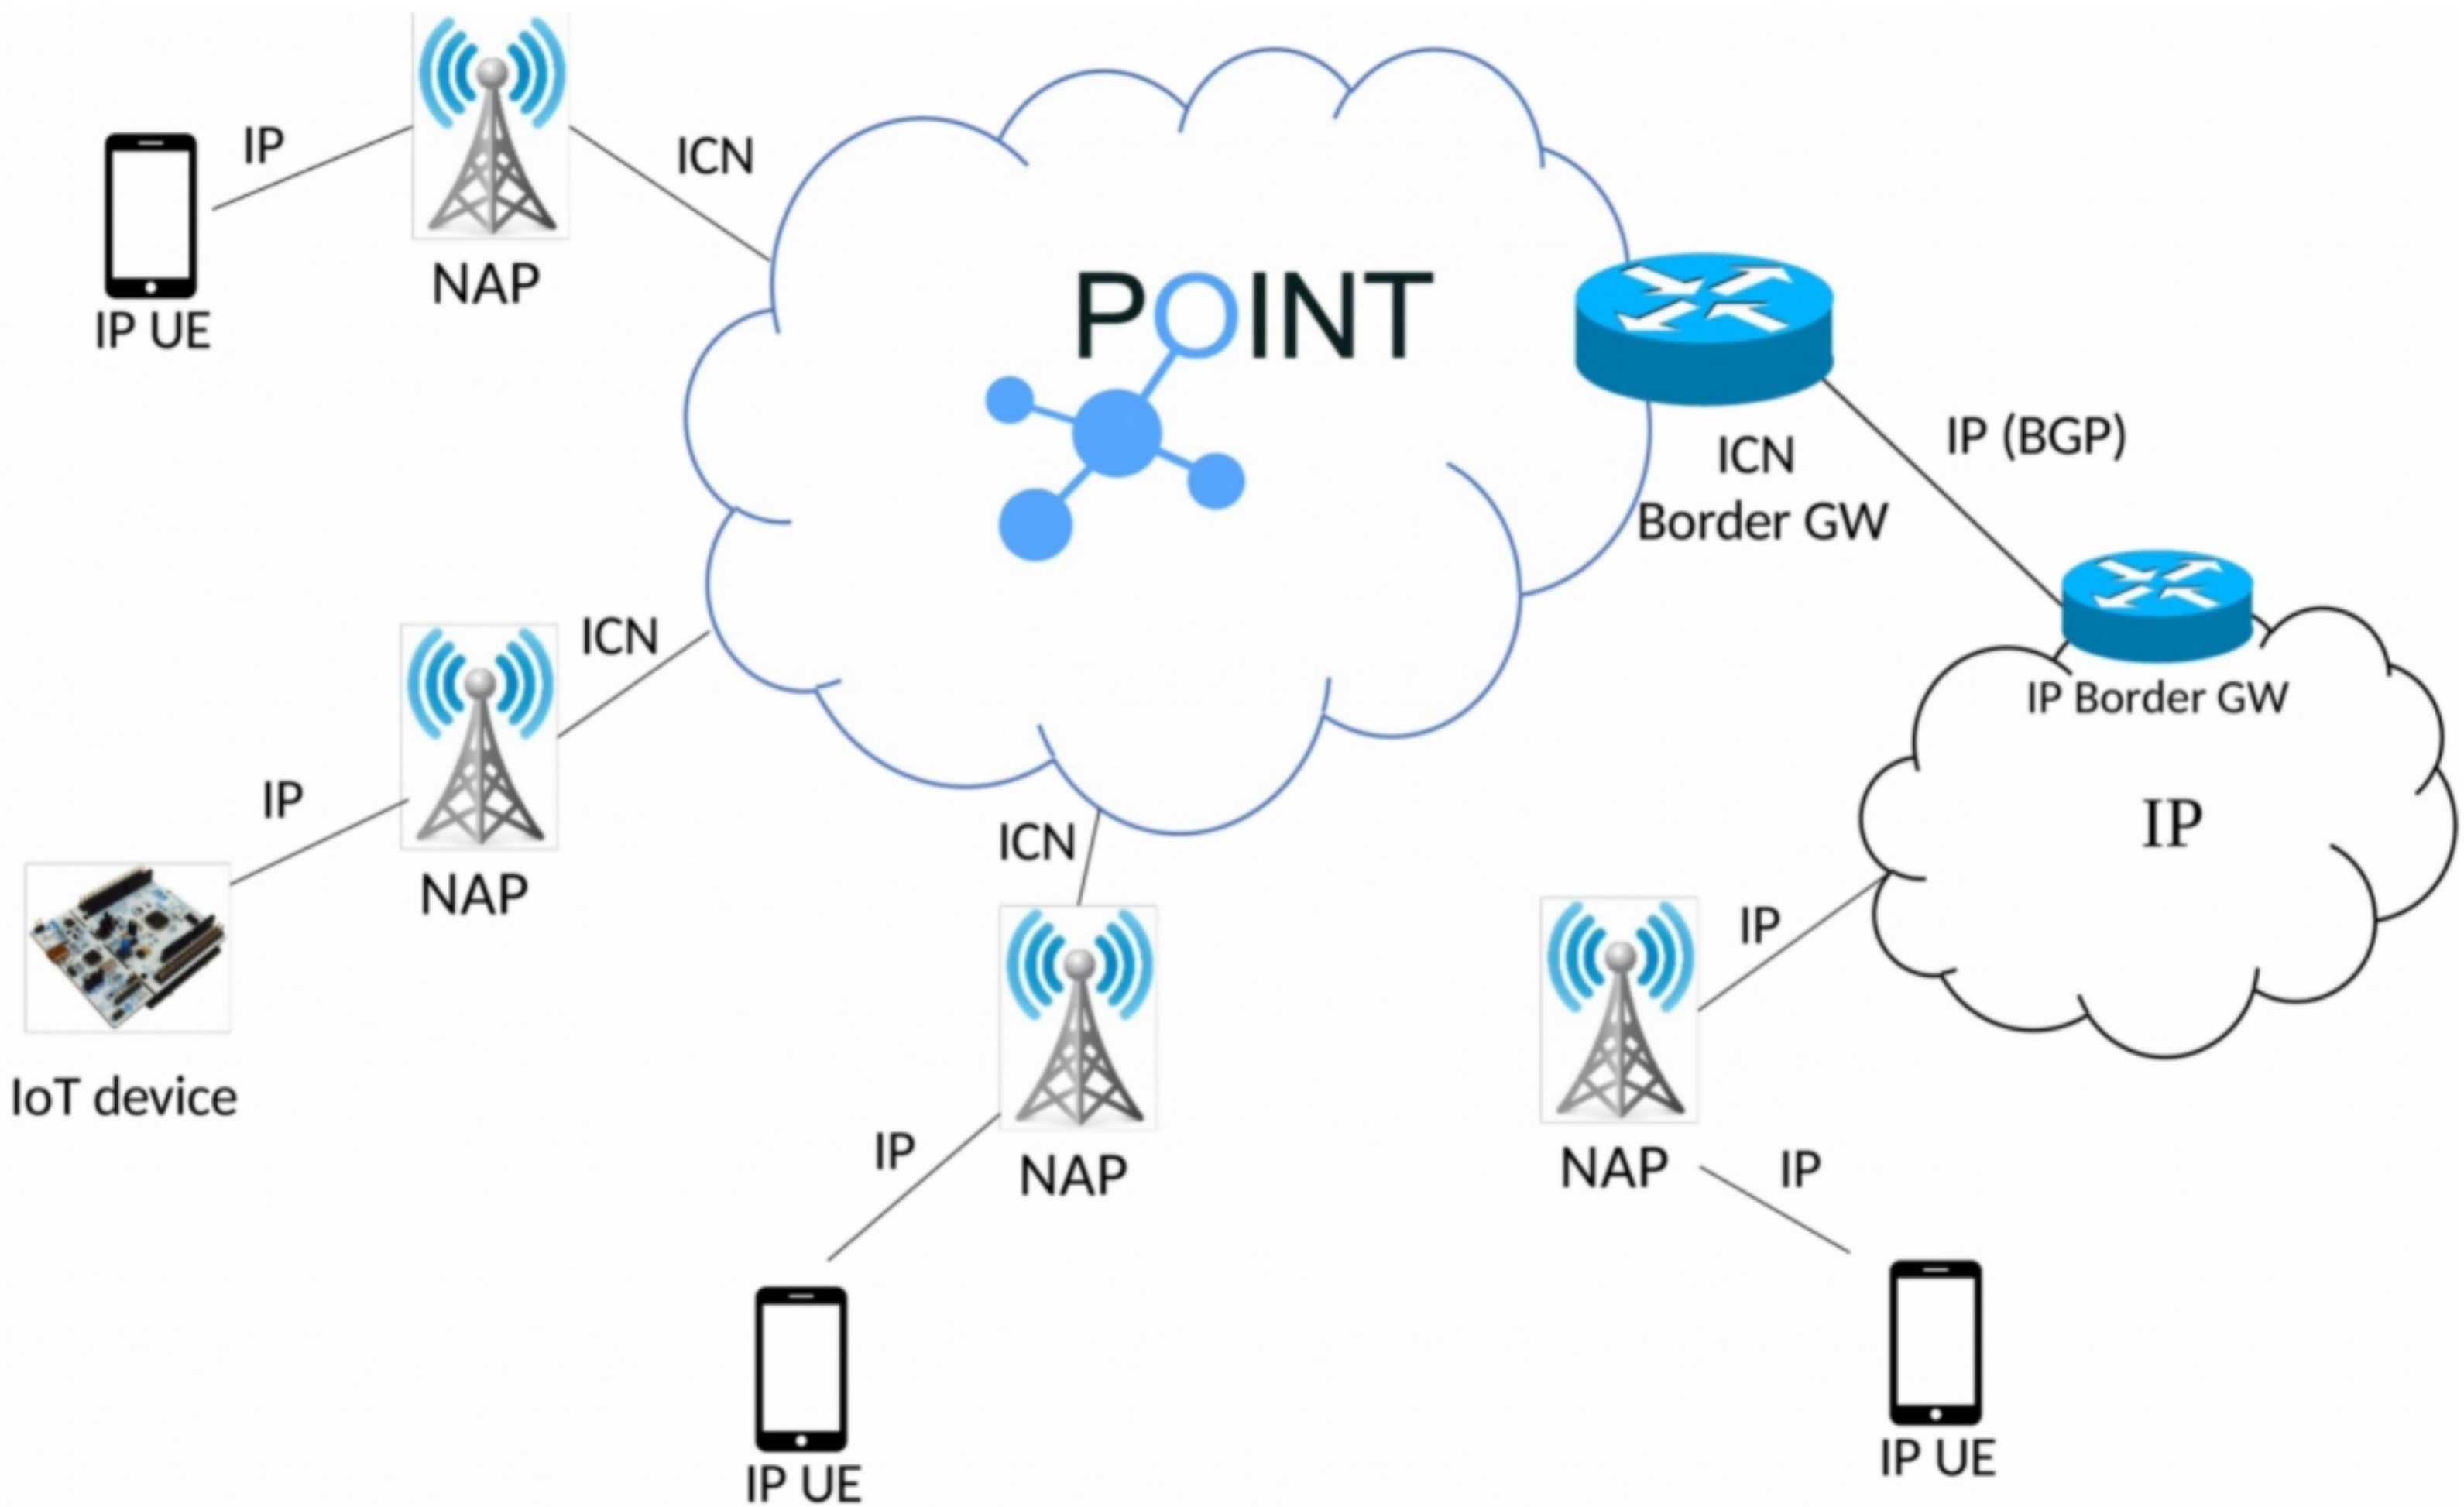 IP
ICN
NAP
IP UE
POINT
ICN
Border GW
IP (BGP)
IP Border GW
IP
ICN
IP
NAP
IoT device
ICN
IP
NAP
IP UE
IP
NAP
IP
IP UE